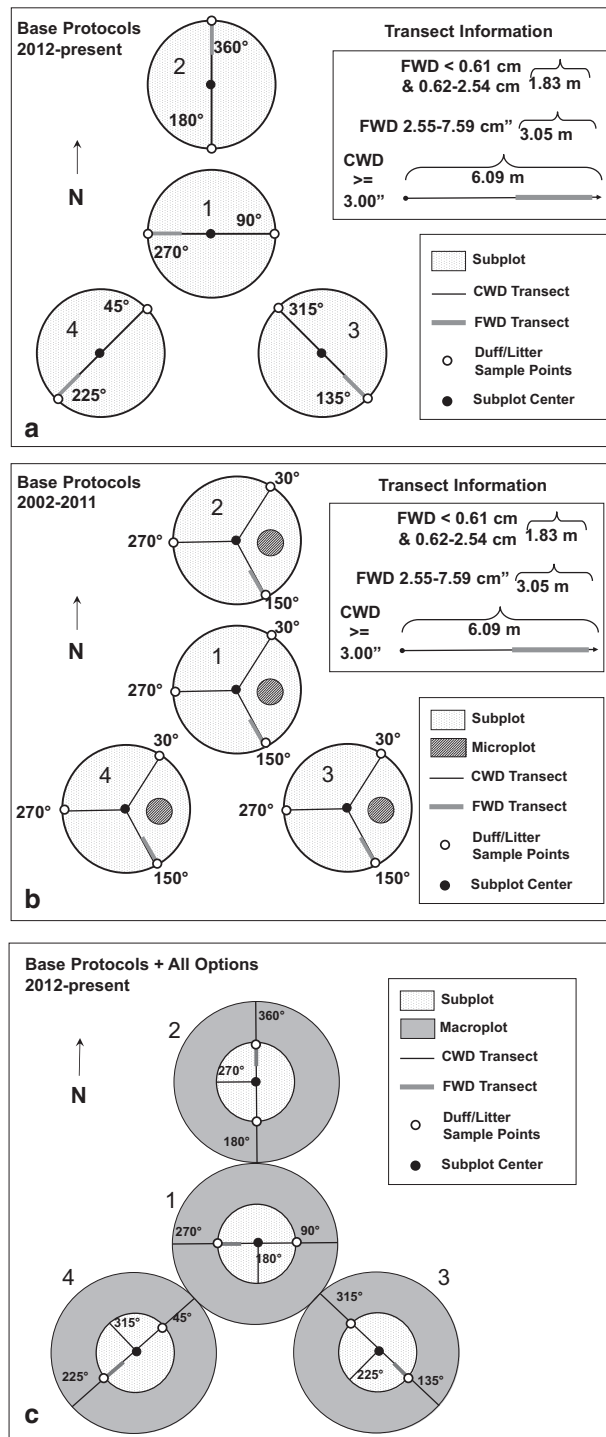 Base Protocols
2012-present
2
360°
180°
N
1
90°
270°
45°
4
225°
315°
3
135°
a
Transect Information
FWD < 0.61 cm
& 0.62-2.54 cm
1.83 m
FWD 2.55-7.59 cm”
3.05 m
CWD
>=
3.00”
6.09 m
Subplot
CWD Transect
FWD Transect
Duff/Litter
Sample Points
Subplot Center
Base Protocols
2002-2011
30°
2
270°
150°
N
30°
1
270°
150°
30°
4
270°
150°
30°
3
270°
150°
b
Transect Information
FWD < 0.61 cm
& 0.62-2.54 cm
1.83 m
FWD 2.55-7.59 cm”
3.05 m
CWD
>=
3.00”
6.09 m
Subplot
Microplot
CWD Transect
FWD Transect
Duff/Litter
Sample Points
Subplot Center
Base Protocols + All Options
2012-present
2
360°
270°
180°
N
1
270°
90°
180°
4
315°
45°
225°
3
315°
225°
135°
c
Subplot
Macroplot
CWD Transect
FWD Transect
Duff/Litter
Sample Points
Subplot Center